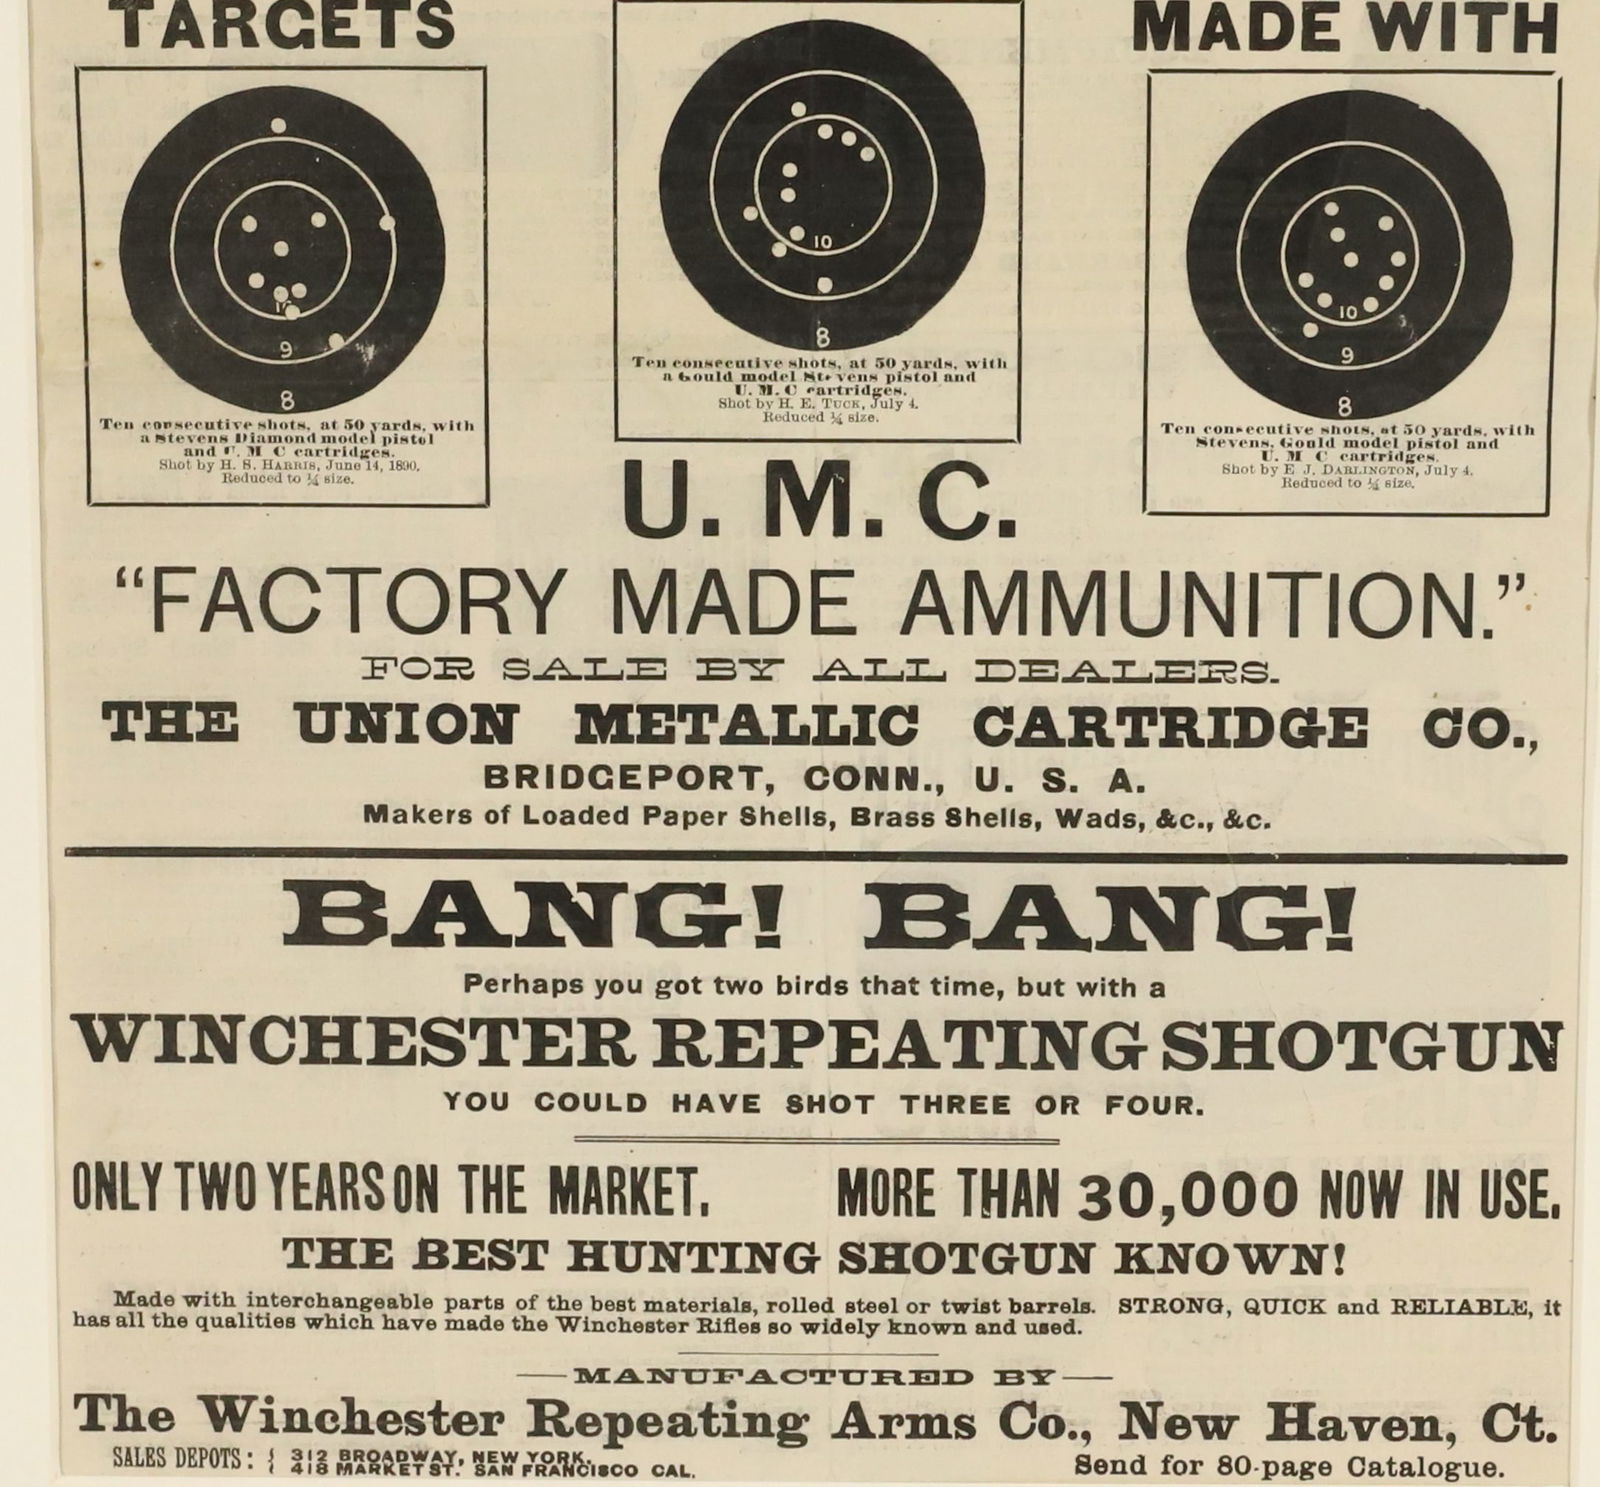 TARGETS
MADE WITH
10
9
8
Ten consecutive shots, at 50 yards, with
a Stevens Diamond model pistol
and U. M C cartridges.
Shot by H. S. HARRIS, June 14, 1890.
Reduced to ¼ size.
10
8
Ten consecutive shots, at 50 yards, with
a Gould model Stevens pistol and
U. M. C cartridges.
Shot by H. E. TUCK, July 4.
Reduced ¼ size.
10
9
8
Ten consecutive shots, at 50 yards, with
Stevens, Gould model pistol and
U. M C cartridges.
Shot by E J. DARLINGTON, July 4.
Reduced to ¼ size.
U. M. C.
“FACTORY MADE AMMUNITION.”
FOR SALE BY ALL DEALERS.
THE UNION METALLIC CARTRIDGE CO.,
BRIDGEPORT, CONN., U. S. A.
Makers of Loaded Paper Shells, Brass Shells, Wads, &c., &c.
BANG! BANG!
Perhaps you got two birds that time, but with a
WINCHESTER REPEATING SHOTGUN
YOU COULD HAVE SHOT THREE OR FOUR.
ONLY TWO YEARS ON THE MARKET. MORE THAN 30,000 NOW IN USE.
THE BEST HUNTING SHOTGUN KNOWN!
Made with interchangeable parts of the best materials, rolled steel or twist barrels. STRONG, QUICK and RELIABLE, it
has all the qualities which have made the Winchester Rifles so widely known and used.
—MANUFACTURED BY—
The Winchester Repeating Arms Co., New Haven, Ct.
SALES DEPOTS: { 312 BROADWAY, NEW YORK.
418 MARKET ST. SAN FRANCISCO CAL.
Send for 80-page Catalogue.